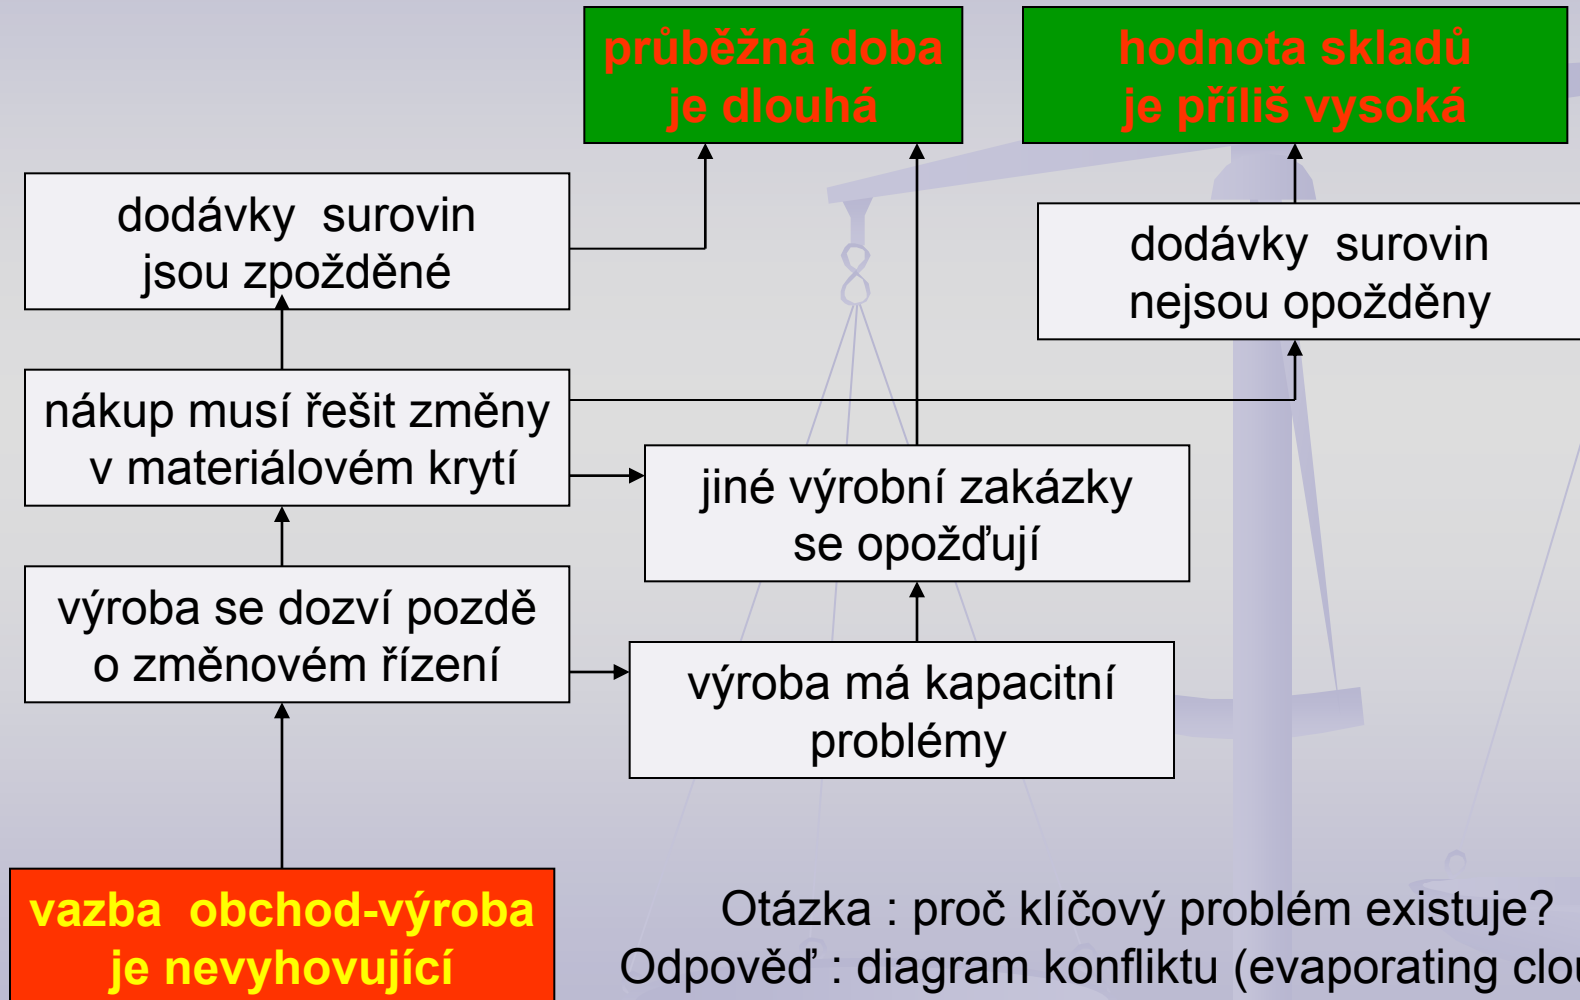 průběžná doba
je dlouhá
hodnota skladů
je příliš vysoká
dodávky surovin
jsou zpožděné
dodávky surovin
nejsou opožděny
nákup musí řešit změny
v materiálovém krytí
jiné výrobní zakázky
se opožďují
výroba se dozví pozdě
o změnovém řízení
výroba má kapacitní
problémy
vazba obchod-výroba
je nevyhovující
Otázka : proč klíčový problém existuje?
Odpověď : diagram konfliktu (evaporating